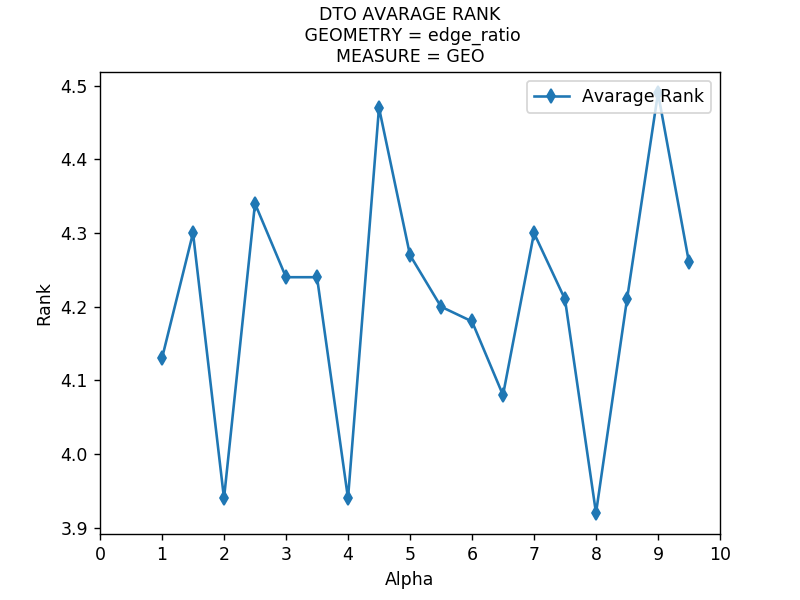 DTO AVARAGE RANK
GEOMETRY = edge_ratio
MEASURE = GEO
Avarage Rank
4.5
4.4
4.3
4.2
4.1
4.0
3.9
Rank
0 1 2 3 4 5 6 7 8 9 10
Alpha